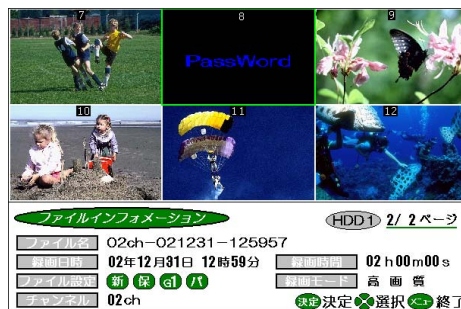 7
8
9
PassWord
10
11
12
ファイルインフォメーション
HDD1 2/ 2 ページ
ファイル名 02ch-021231-125957
録画日時 02年12月31日 12時59分 録画時間 02h00m00s
ファイル設定 新 保 G1 パ 録画モード 高 画 質
チャンネル 02ch
決定 決定 選択 メニュー 終了